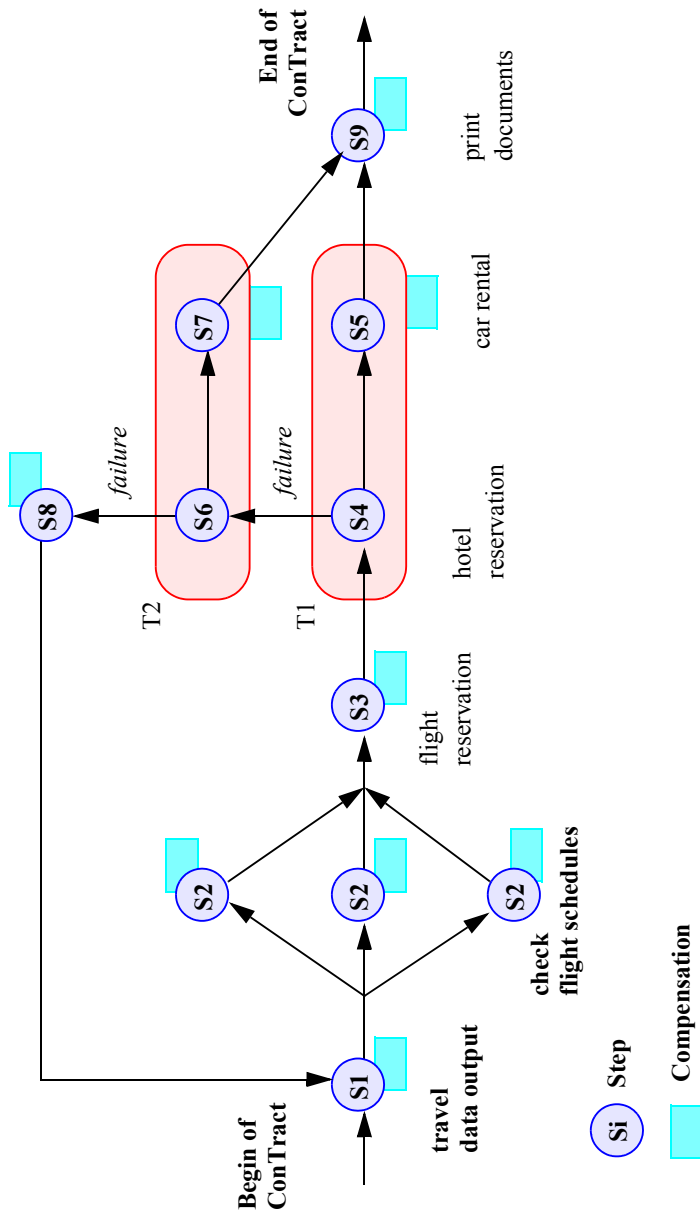 Begin of
ConTract
S1
travel
data output
S2
S2
S2
check
flight schedules
S3
flight
reservation
T1
S4
hotel
reservation
failure
S5
car rental
T2
S6
failure
S7
S8
S9
print
documents
End of
ConTract
Si
Step
Compensation